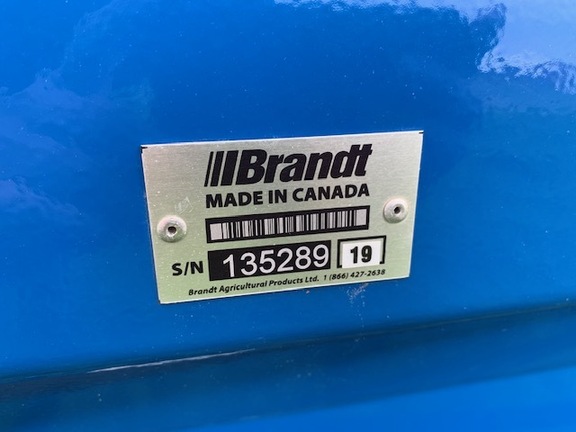 Brandt
MADE IN CANADA
S/N 135289 19
Brandt Agricultural Products Ltd. 1 (866) 427-2638